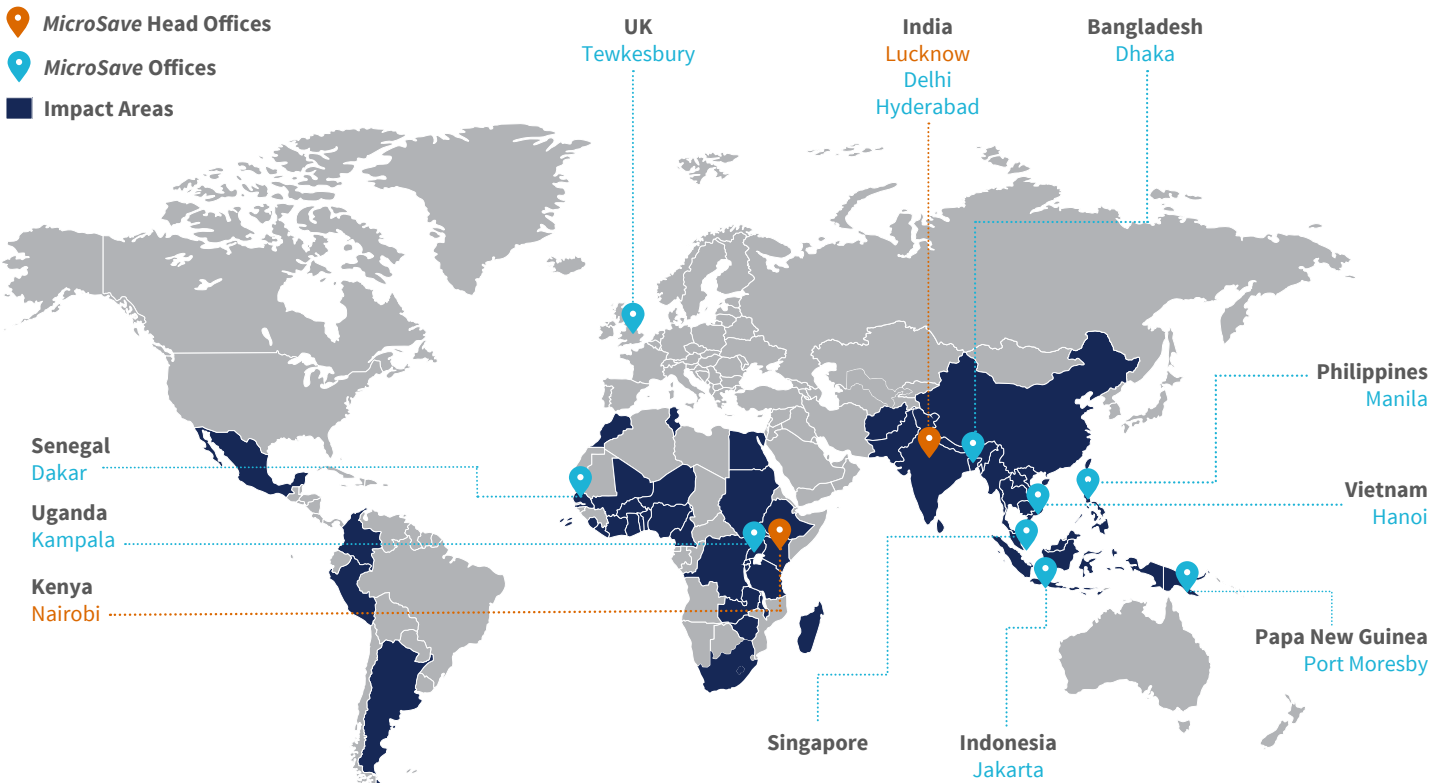 MicroSave Head Offices
MicroSave Offices
Impact Areas
UK
Tewkesbury
India
Lucknow
Delhi
Hyderabad
Bangladesh
Dhaka
Philippines
Manila
Senegal
Dakar
Vietnam
Hanoi
Uganda
Kampala
Kenya
Nairobi
Papa New Guinea
Port Moresby
Singapore
Indonesia
Jakarta